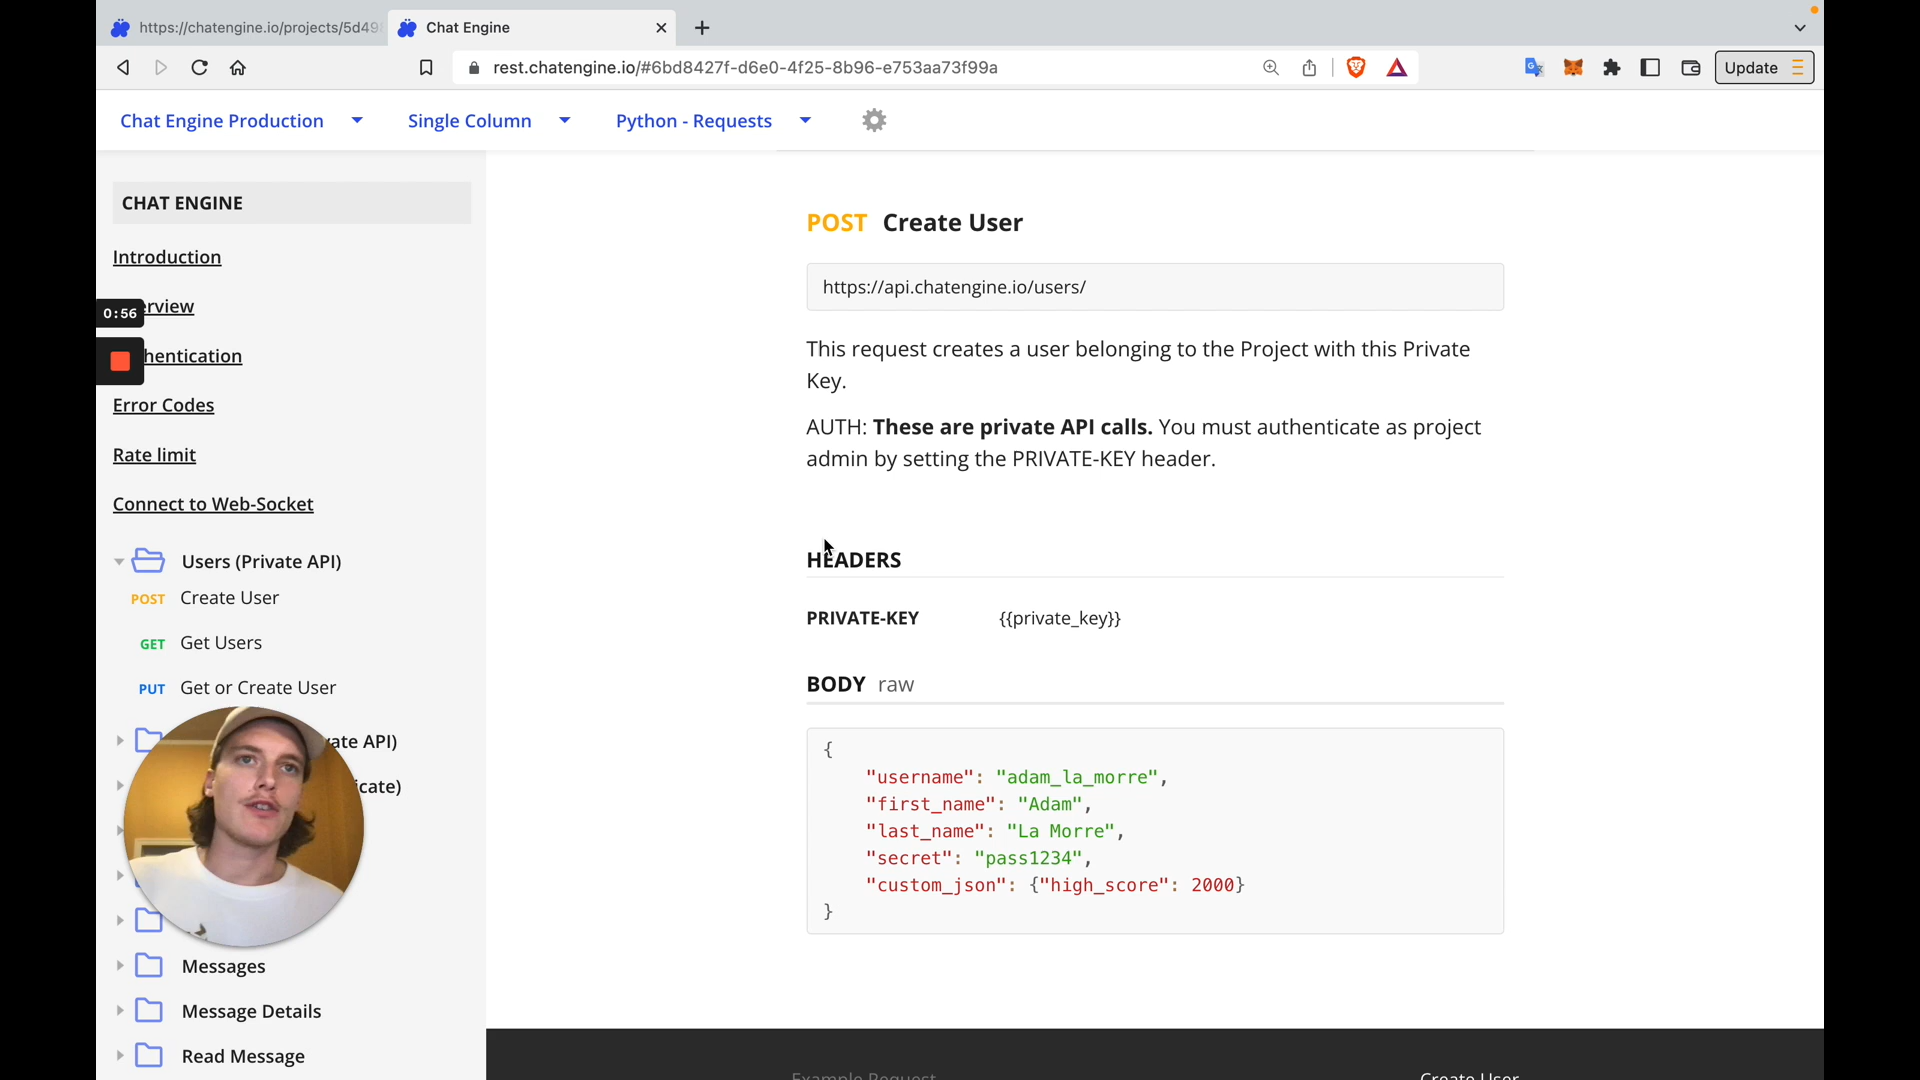 https://chatengine.io/projects/5d49
Chat Engine
rest.chatengine.io/#6bd8427f-d6e0-4f25-8b96-e753aa73f99a
Update
Chat Engine Production
Single Column
Python - Requests
CHAT ENGINE
Introduction
erview
0:56
hentication
Error Codes
Rate limit
Connect to Web-Socket
Users (Private API)
POST Create User
GET Get Users
PUT Get or Create User
ate API)
icate)
Messages
Message Details
Read Message
POST Create User
https://api.chatengine.io/users/
This request creates a user belonging to the Project with this Private
Key.
AUTH: These are private API calls. You must authenticate as project
admin by setting the PRIVATE-KEY header.
HEADERS
PRIVATE-KEY {{private_key}}
BODY raw
{
"username": "adam_la_morre",
"first_name": "Adam",
"last_name": "La Morre",
"secret": "pass1234",
"custom_json": {"high_score": 2000}
}
Example Request
Create User